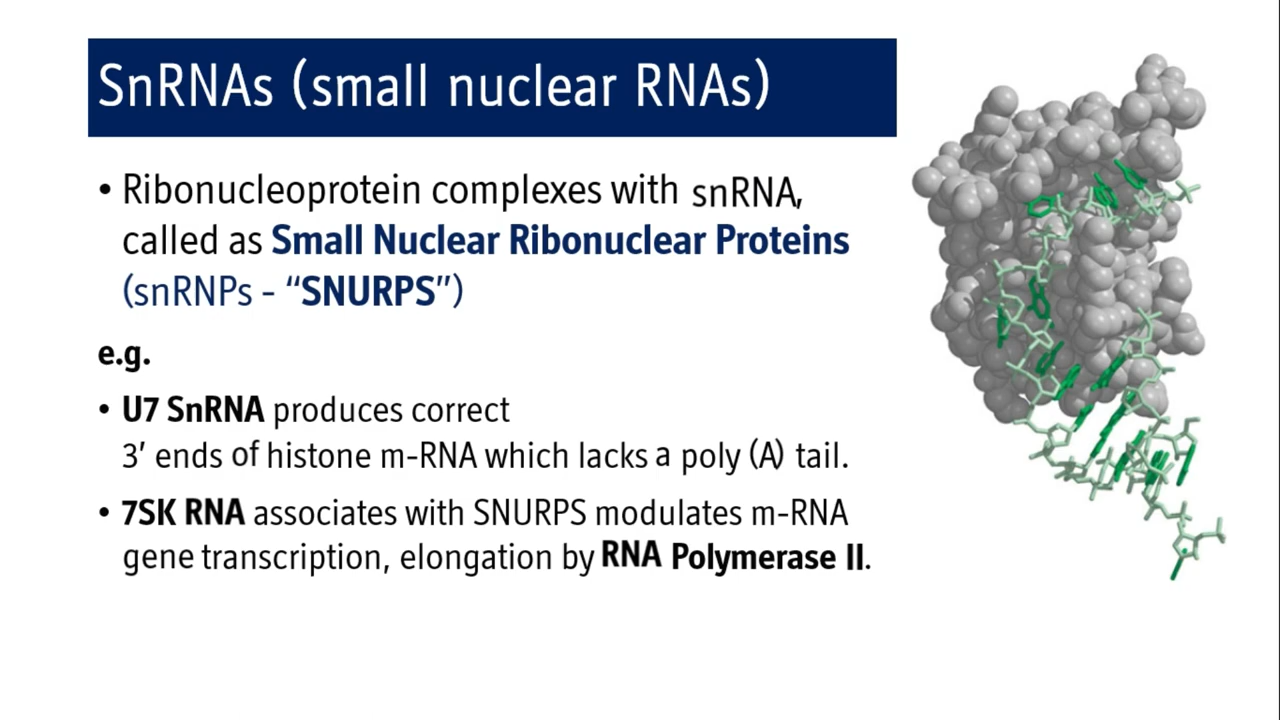 SnRNAs (small nuclear RNAs)
• Ribonucleoprotein complexes with snRNA,
called as Small Nuclear Ribonuclear Proteins
(snRNPs - “SNURPS”)
e.g.
• U7 SnRNA produces correct
3’ ends of histone m-RNA which lacks a poly (A) tail.
• 7SK RNA associates with SNURPS modulates m-RNA
gene transcription, elongation by RNA Polymerase II.